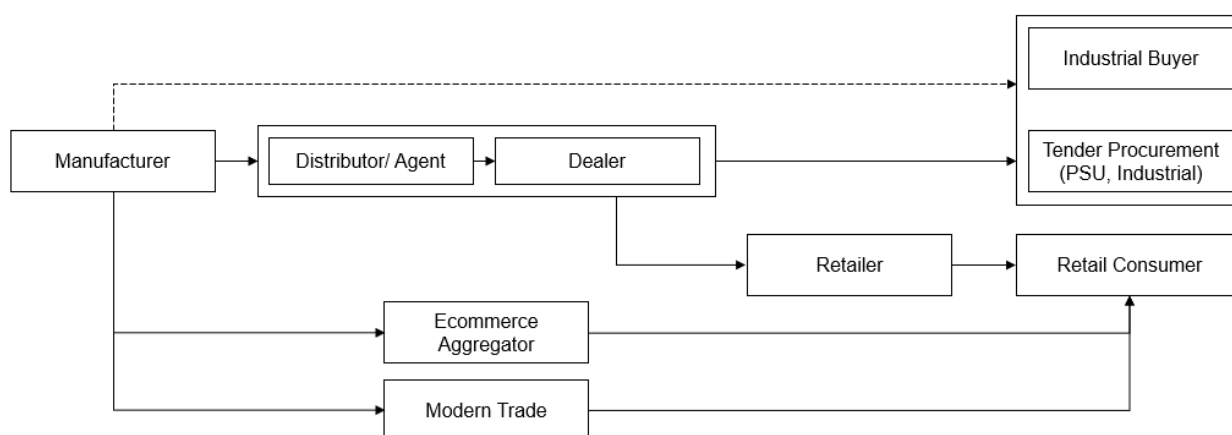 Industrial Buyer
Manufacturer
Distributor/ Agent
Dealer
Tender Procurement
(PSU, Industrial)
Retailer
Retail Consumer
Ecommerce
Aggregator
Modern Trade